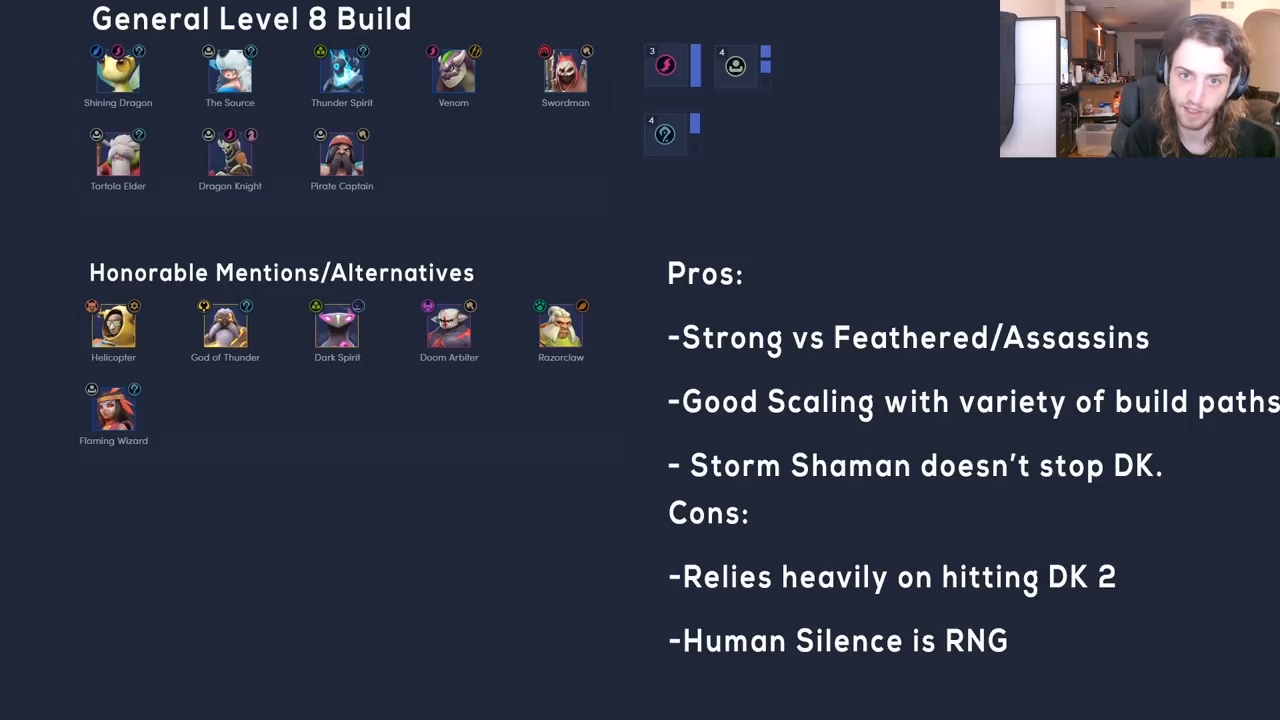 General Level 8 Build
Shining Dragon The Source Thunder Spirit Venom Swordman
3 4
4
Tortola Elder Dragon Knight Pirate Captain
Honorable Mentions/Alternatives
Helicopter God of Thunder Dark Spirit Doom Arbiter Razorclaw
Flaming Wizard
Pros:
-Strong vs Feathered/Assassins
-Good Scaling with variety of build paths
- Storm Shaman doesn't stop DK.
Cons:
-Relies heavily on hitting DK 2
-Human Silence is RNG